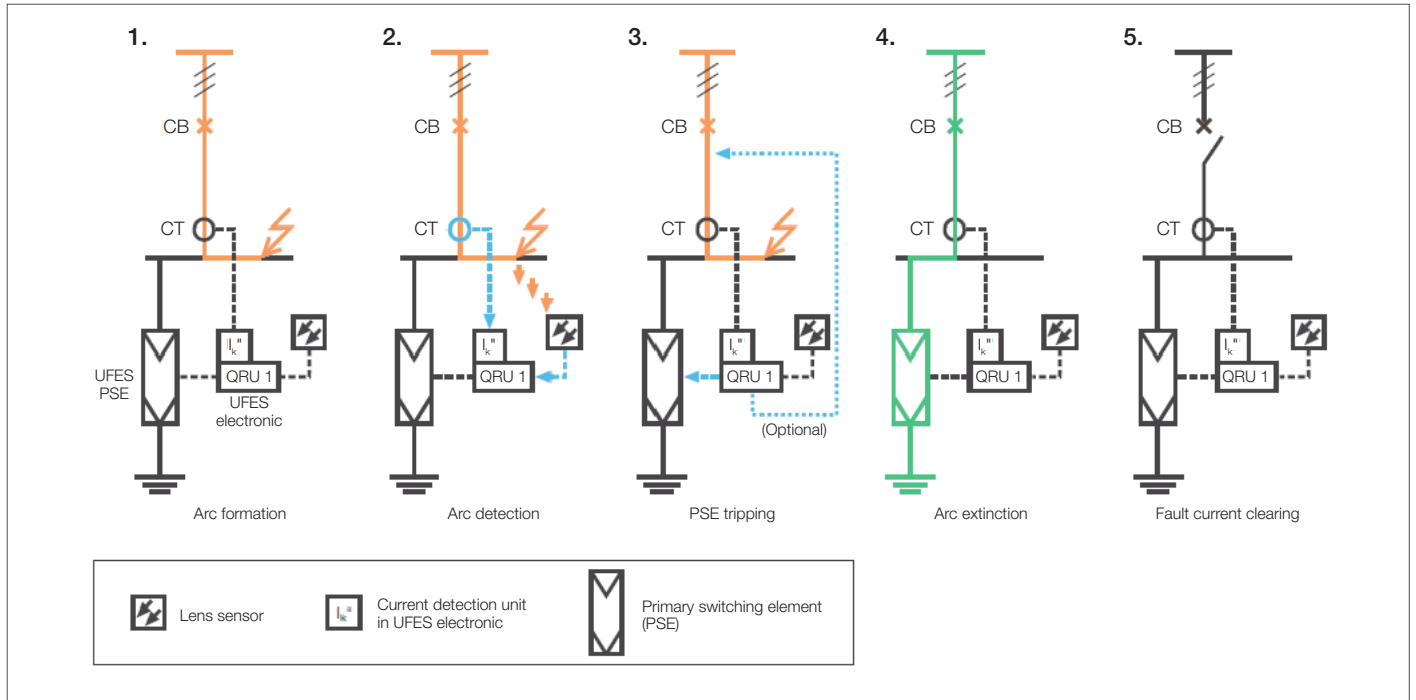 1.
2.
3.
4.
5.
CB
CB
CB
CB
CB
CT
CT
CT
CT
CT
Iₖ"
Iₖ"
Iₖ"
Iₖ"
Iₖ"
UFES
PSE
QRU 1
QRU 1
QRU 1
QRU 1
QRU 1
UFES
electronic
(Optional)
Arc formation
Arc detection
PSE tripping
Arc extinction
Fault current clearing
Lens sensor
Iₖ"
Current detection unit
in UFES electronic
Primary switching element
(PSE)